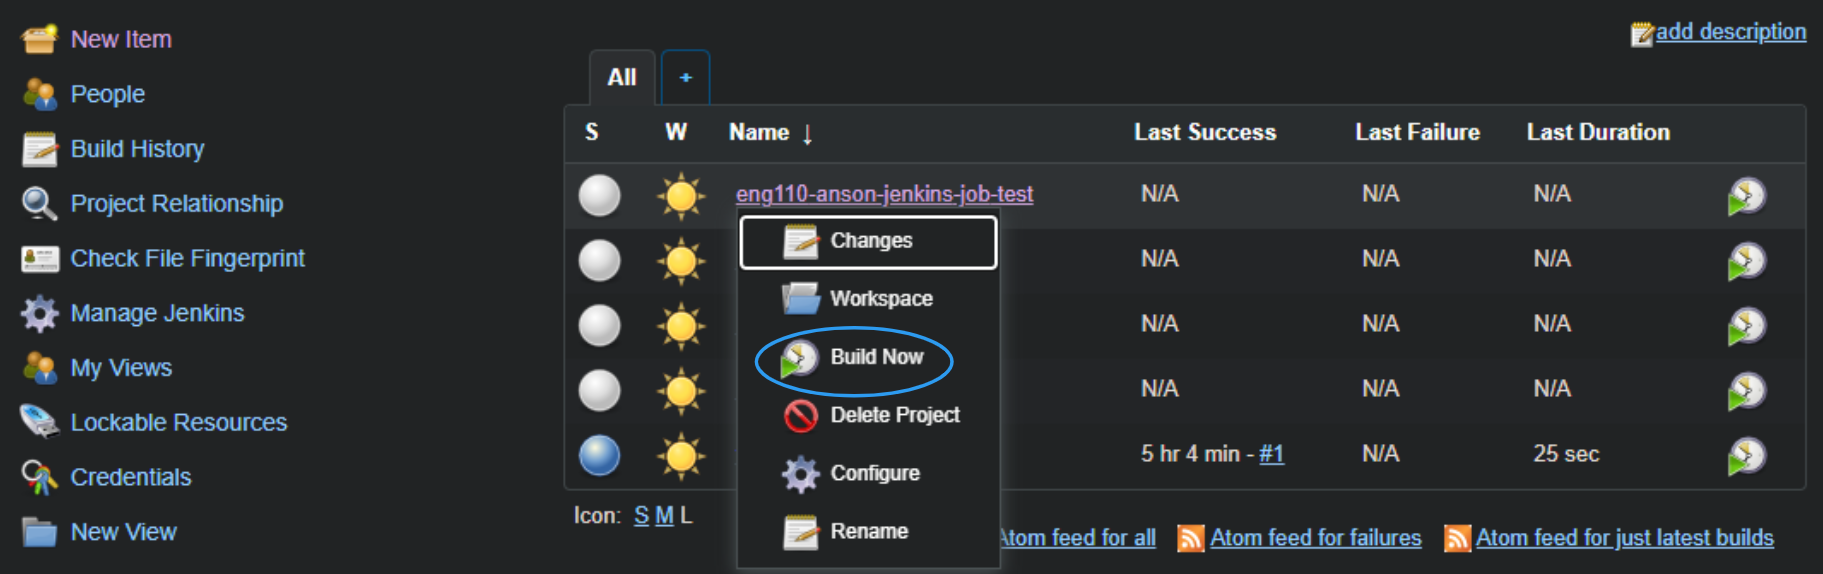 New Item
People
Build History
Project Relationship
Check File Fingerprint
Manage Jenkins
My Views
Lockable Resources
Credentials
New View
add description
All +
S W Name ↓ Last Success Last Failure Last Duration
eng110-anson-jenkins-job-test N/A N/A N/A
N/A N/A N/A
N/A N/A N/A
N/A N/A N/A
5 hr 4 min - #1 N/A 25 sec
Changes
Workspace
Build Now
Delete Project
Configure
Rename
Icon: S M L
Atom feed for all Atom feed for failures Atom feed for just latest builds